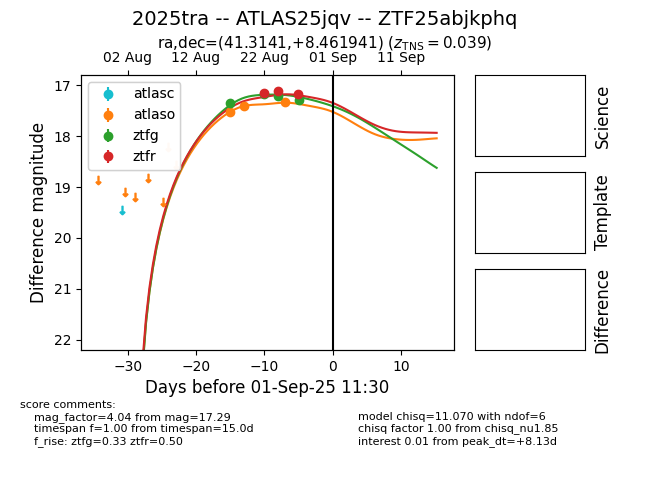 2025tra -- ATLAS25jqv -- ZTF25abjkphq
ra,dec=(41.3141,+8.461941) (zTNS = 0.039)
02 Aug 12 Aug 22 Aug 01 Sep 11 Sep
atlasc
atlaso
ztfg
ztfr
17
18
19
20
21
22
Difference magnitude
−30 −20 −10 0 10
Days before 01-Sep-25 11:30
Science
Template
Difference
score comments:
mag_factor=4.04 from mag=17.29
timespan f=1.00 from timespan=15.0d
f_rise: ztfg=0.33 ztfr=0.50
model chisq=11.070 with ndof=6
chisq factor 1.00 from chisq_nu1.85
interest 0.01 from peak_dt=+8.13d